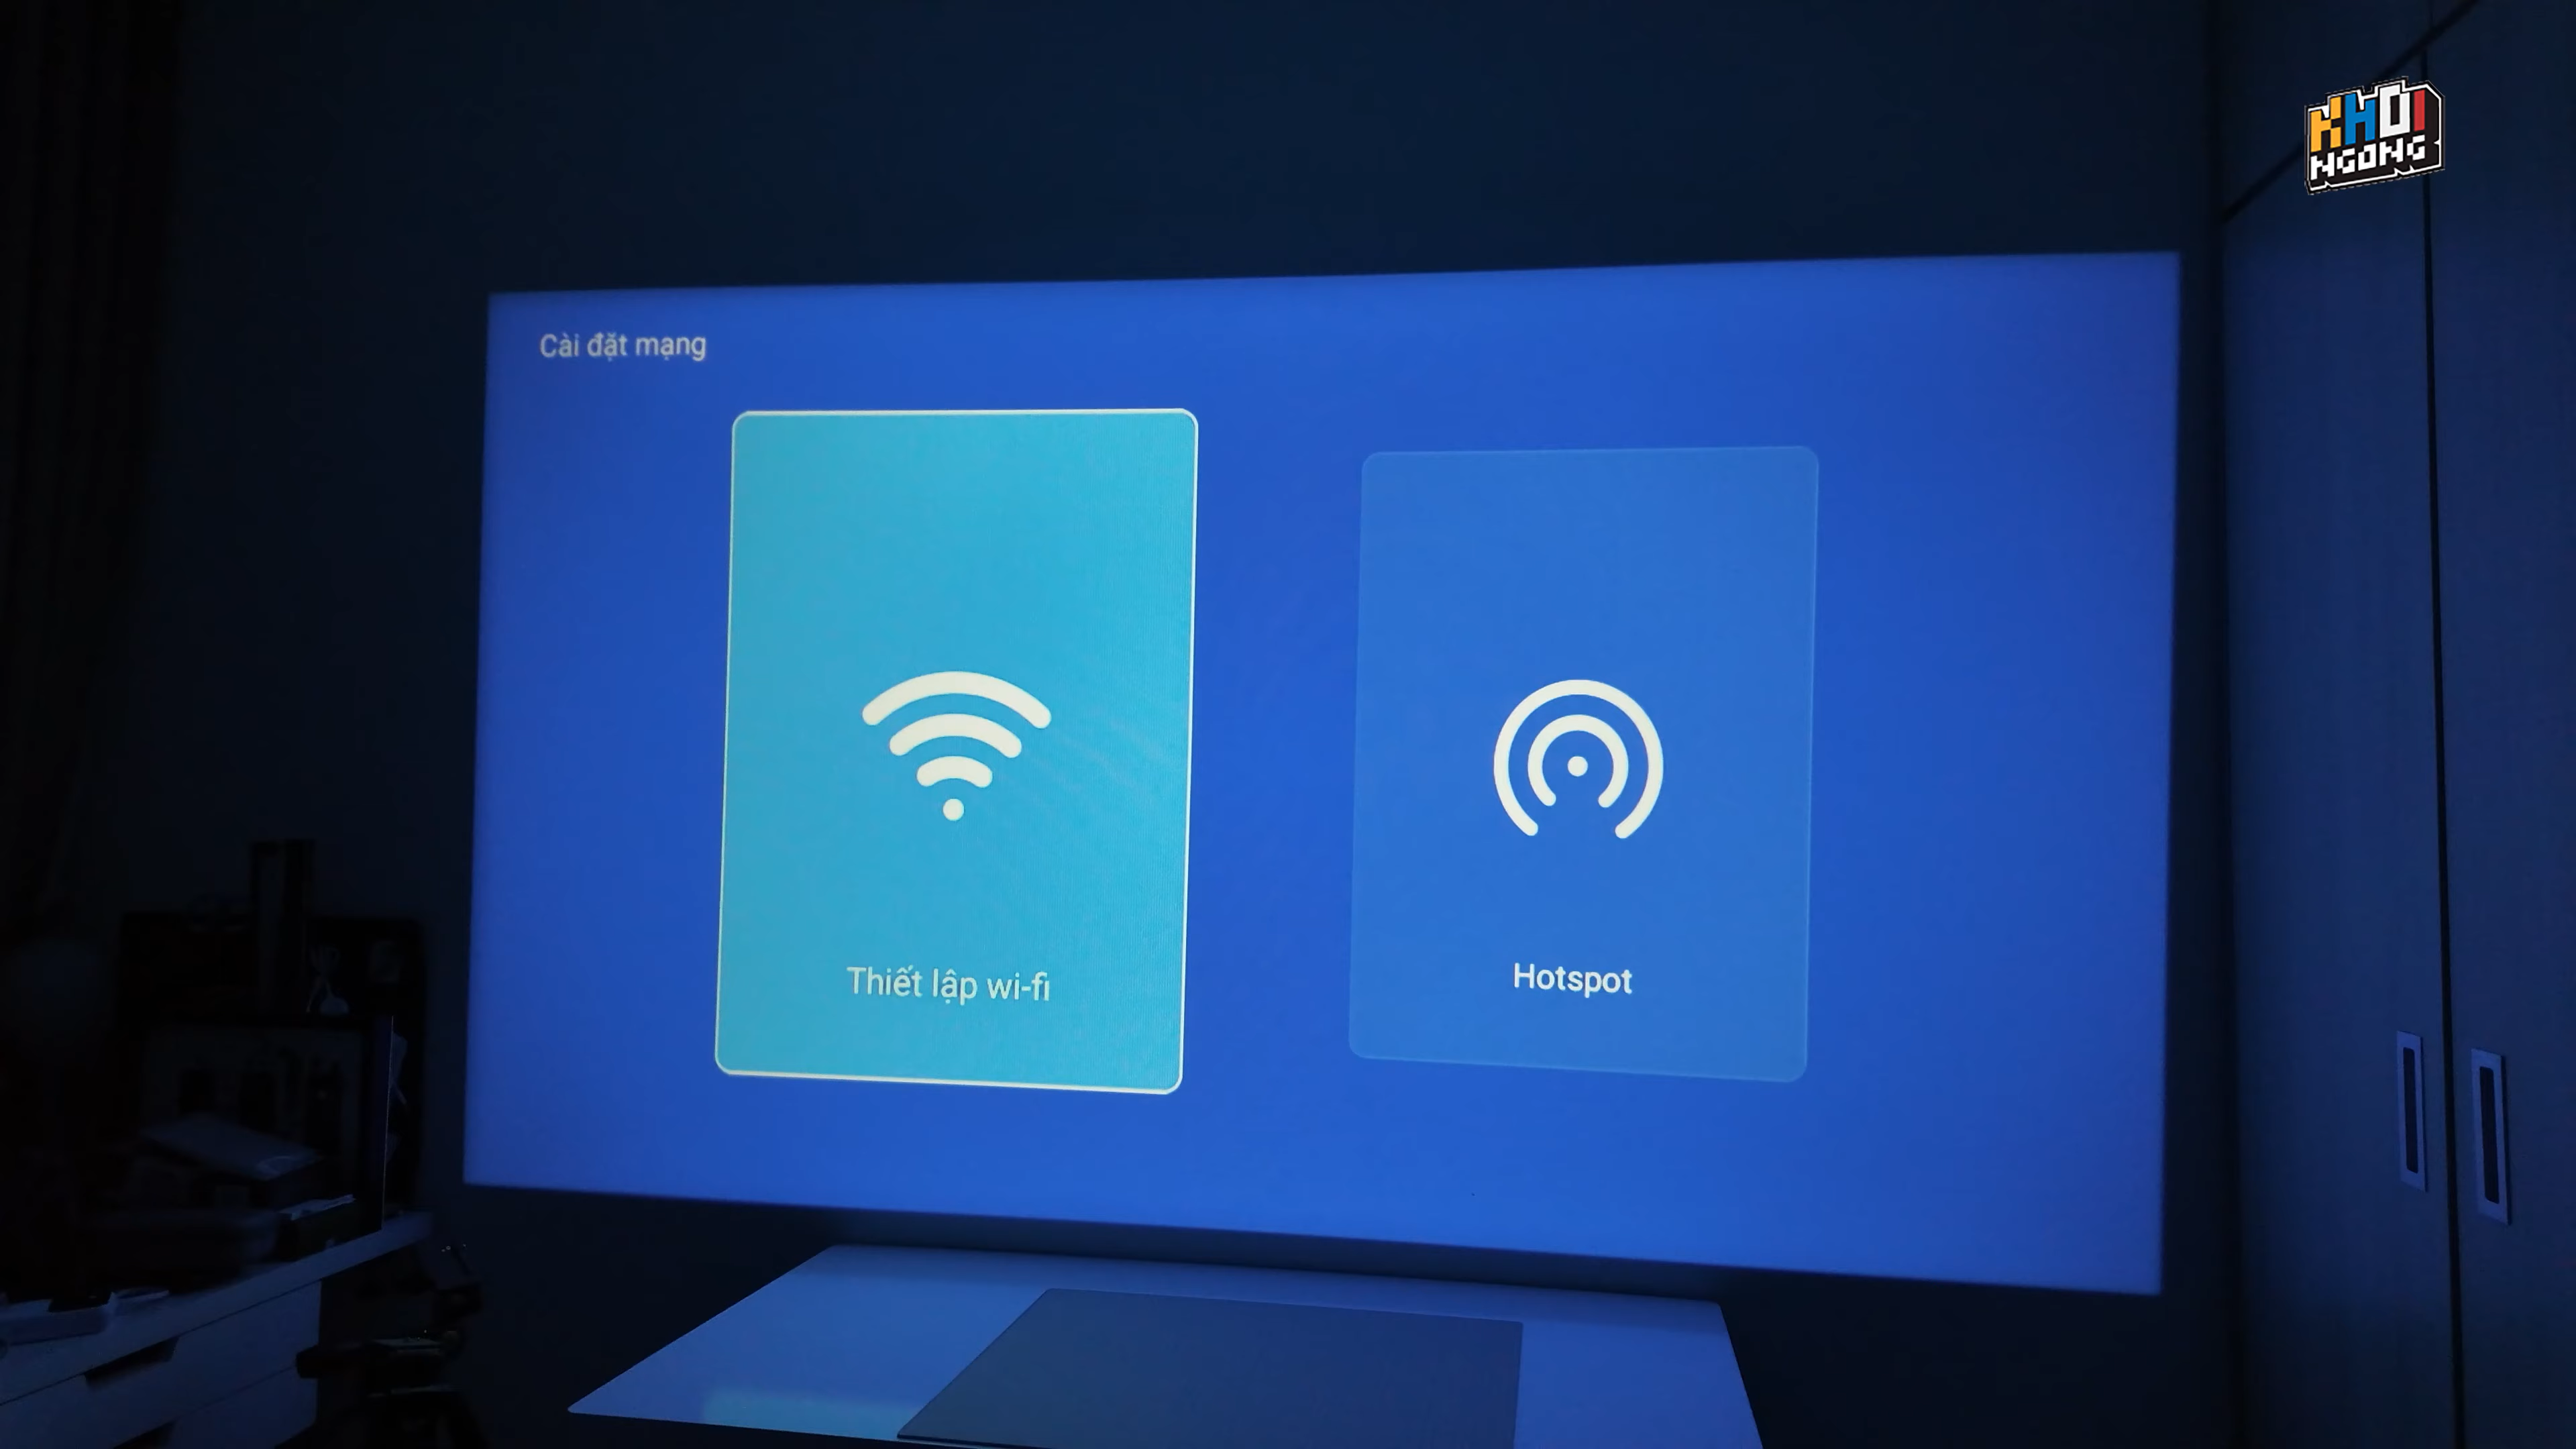 KHOI
NGONG
Cài đặt mạng
Thiết lập wi-fi
Hotspot